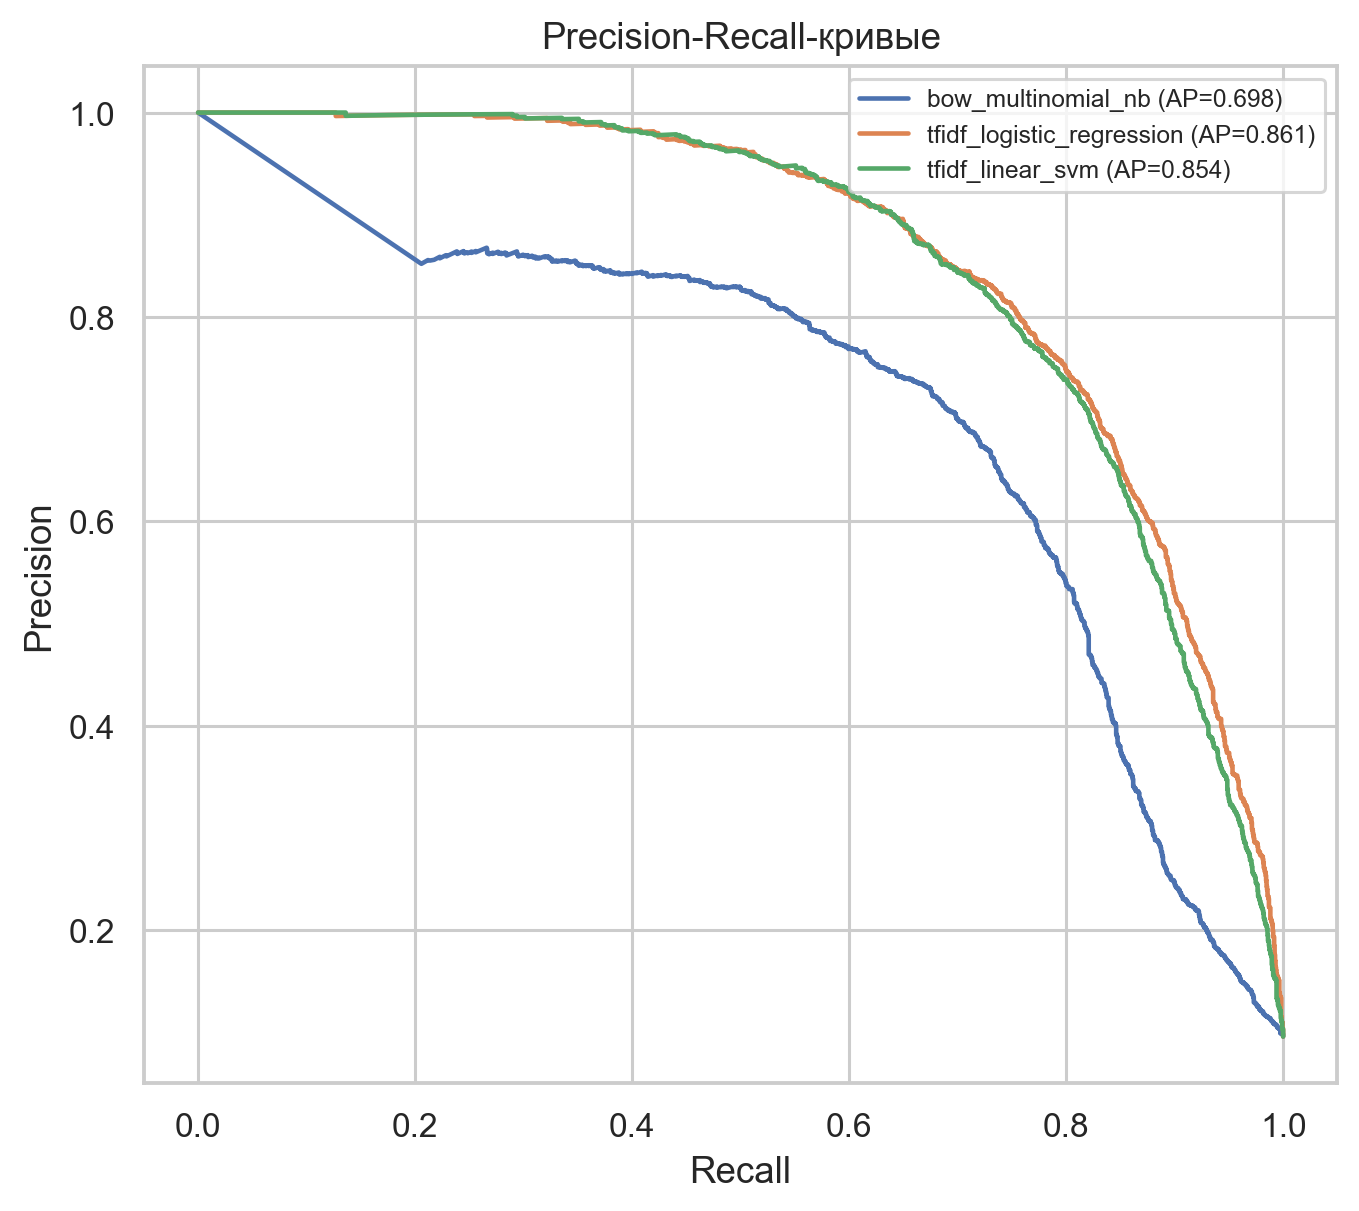 Precision-Recall-кривые
bow_multinomial_nb (AP=0.698)
tfidf_logistic_regression (AP=0.861)
tfidf_linear_svm (AP=0.854)
Precision
1.0
0.8
0.6
0.4
0.2
0.0
0.2
0.4
0.6
0.8
1.0
Recall